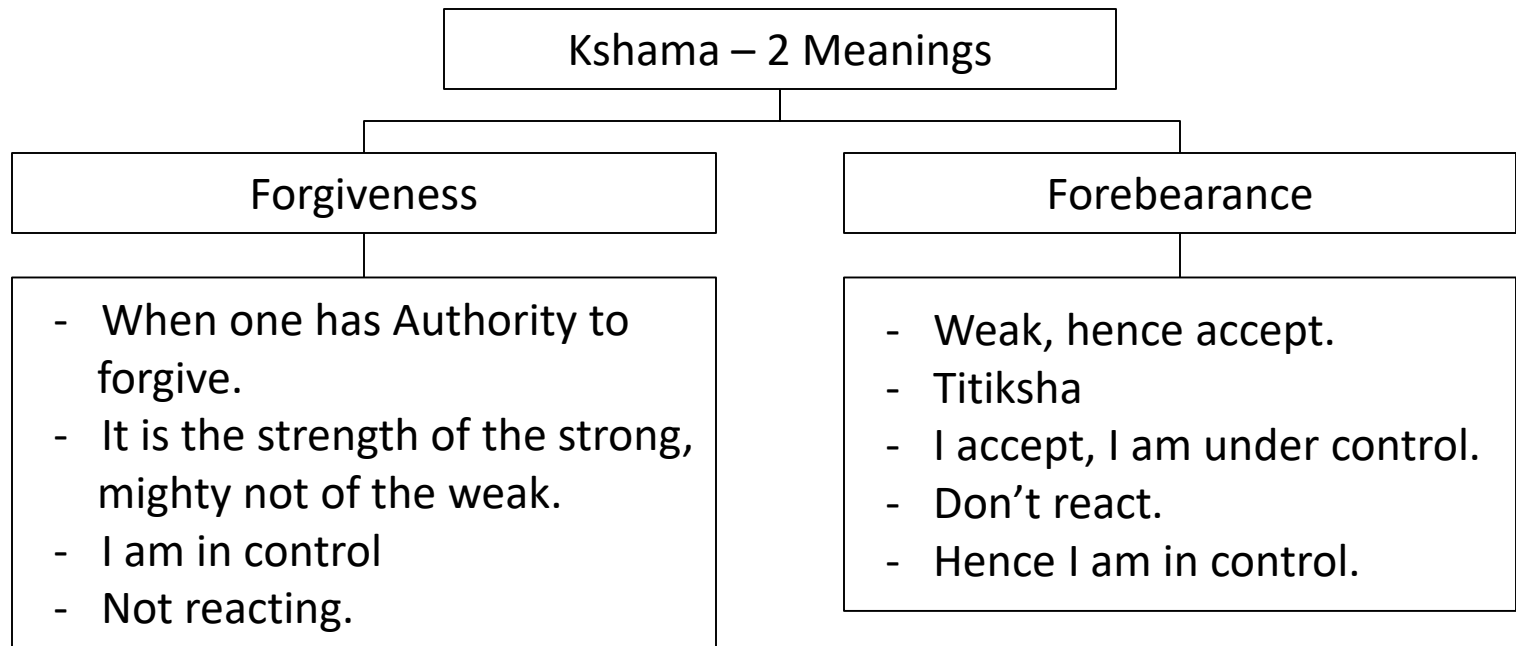 Kshama – 2 Meanings
Forgiveness
Forebearance
- When one has Authority to
forgive.
- It is the strength of the strong,
mighty not of the weak.
- I am in control
- Not reacting.
- Weak, hence accept.
- Titiksha
- I accept, I am under control.
- Don’t react.
- Hence I am in control.